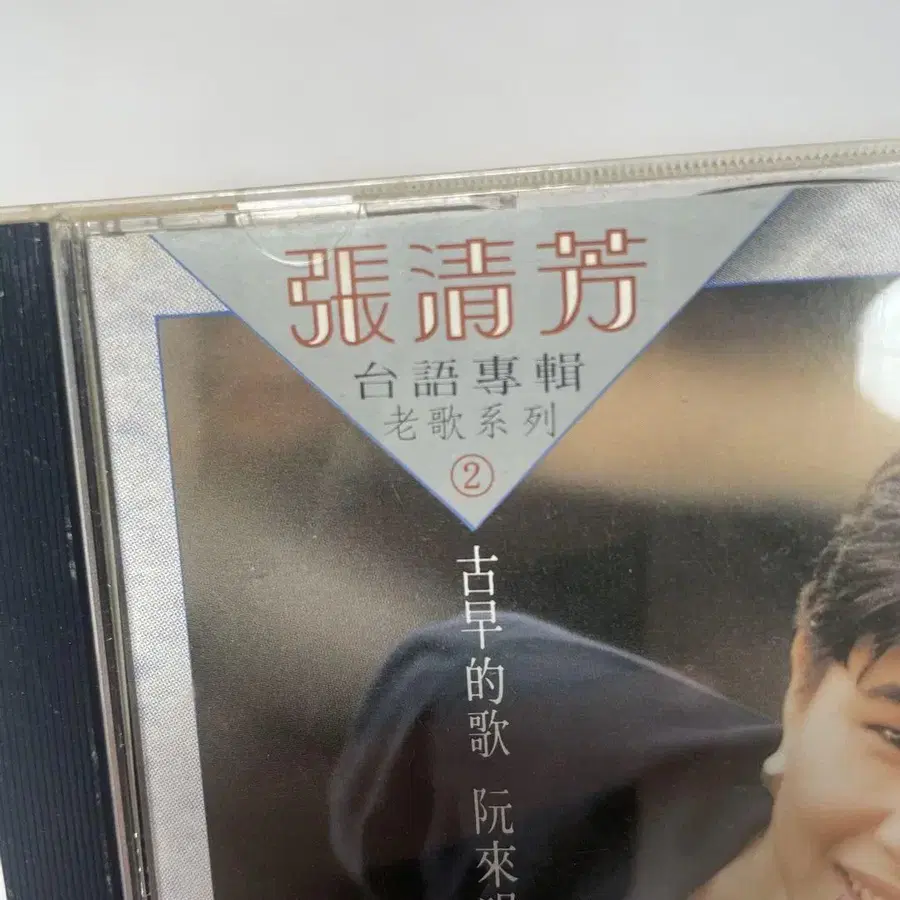 張清芳
台語專輯
老歌系列
②
古早的歌 阮來